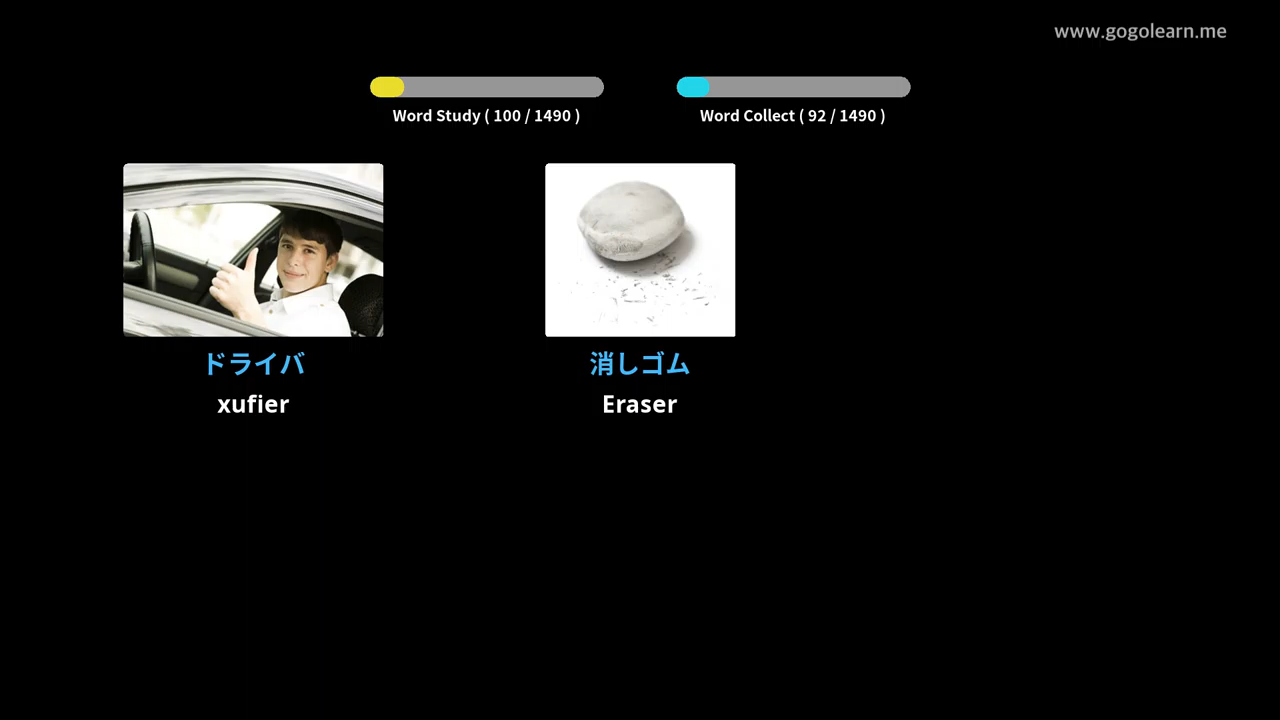 www.gogolearn.me
Word Study ( 100 / 1490 )
Word Collect ( 92 / 1490 )
ドライバ
xufier
消しゴム
Eraser